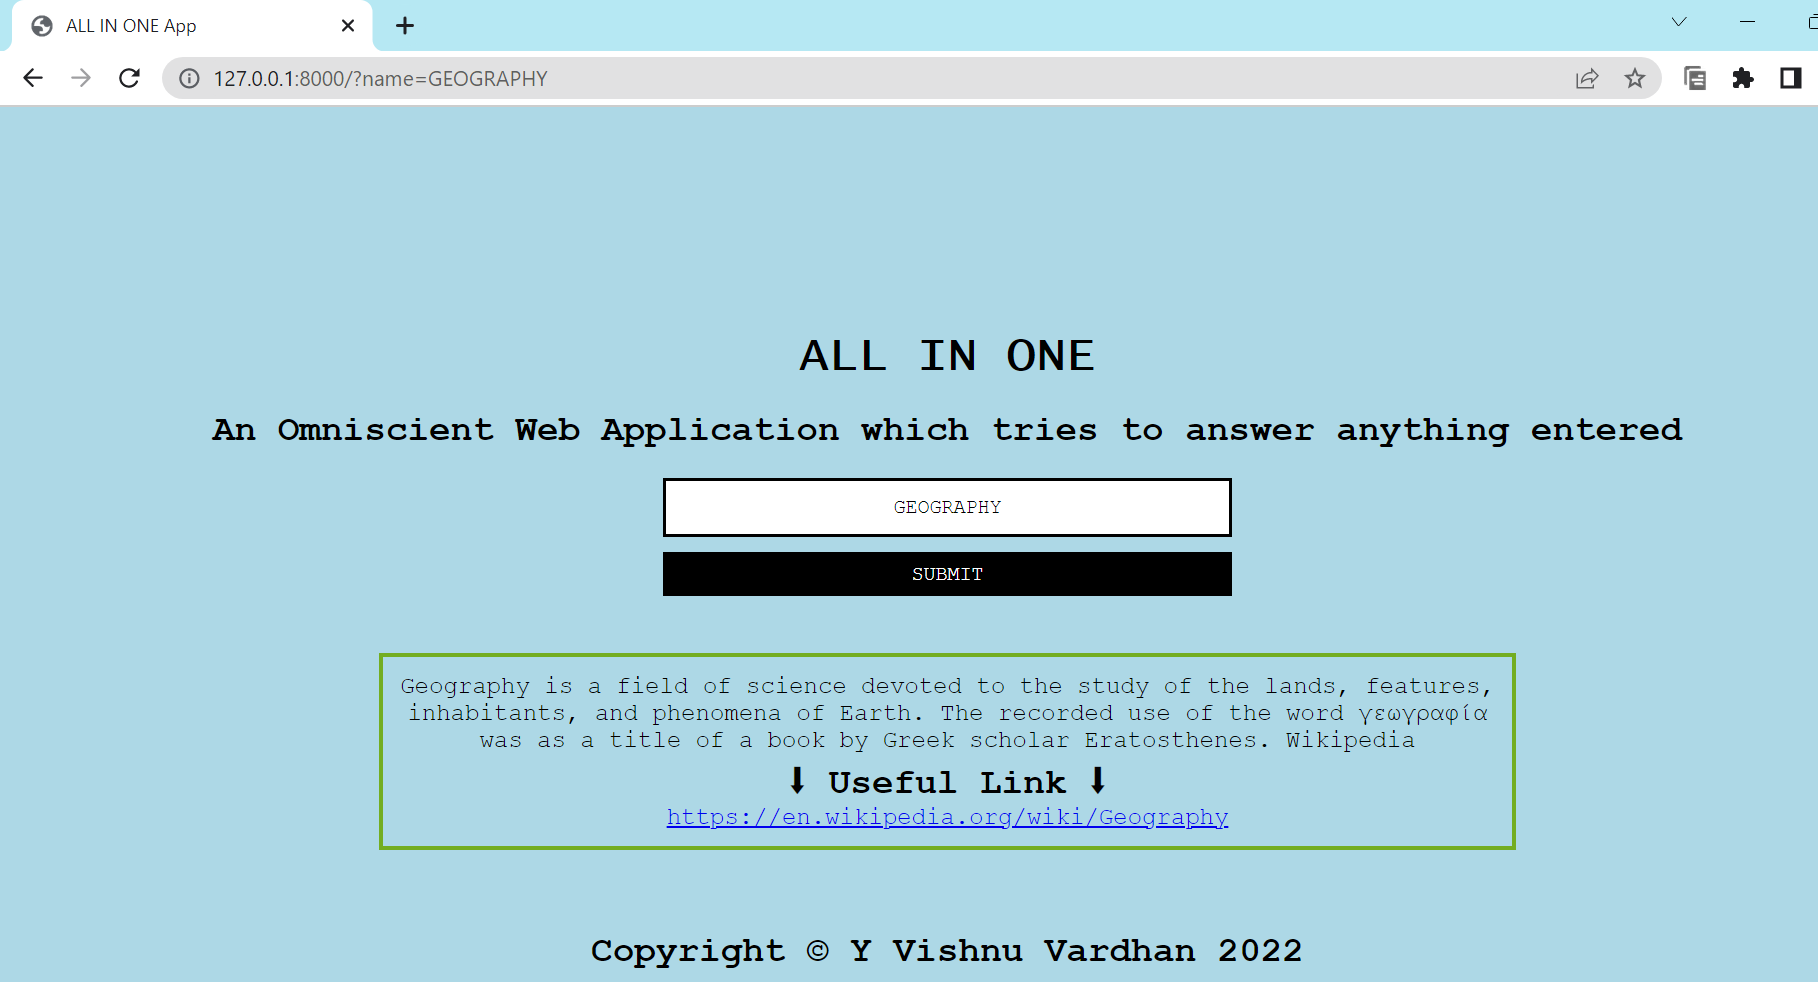 ALL IN ONE App
127.0.0.1:8000/?name=GEOGRAPHY
ALL IN ONE
An Omniscient Web Application which tries to answer anything entered
GEOGRAPHY
SUBMIT
Geography is a field of science devoted to the study of the lands, features,
inhabitants, and phenomena of Earth. The recorded use of the word γεωγραφία
was as a title of a book by Greek scholar Eratosthenes. Wikipedia
⬇ Useful Link ⬇
https://en.wikipedia.org/wiki/Geography
Copyright © Y Vishnu Vardhan 2022